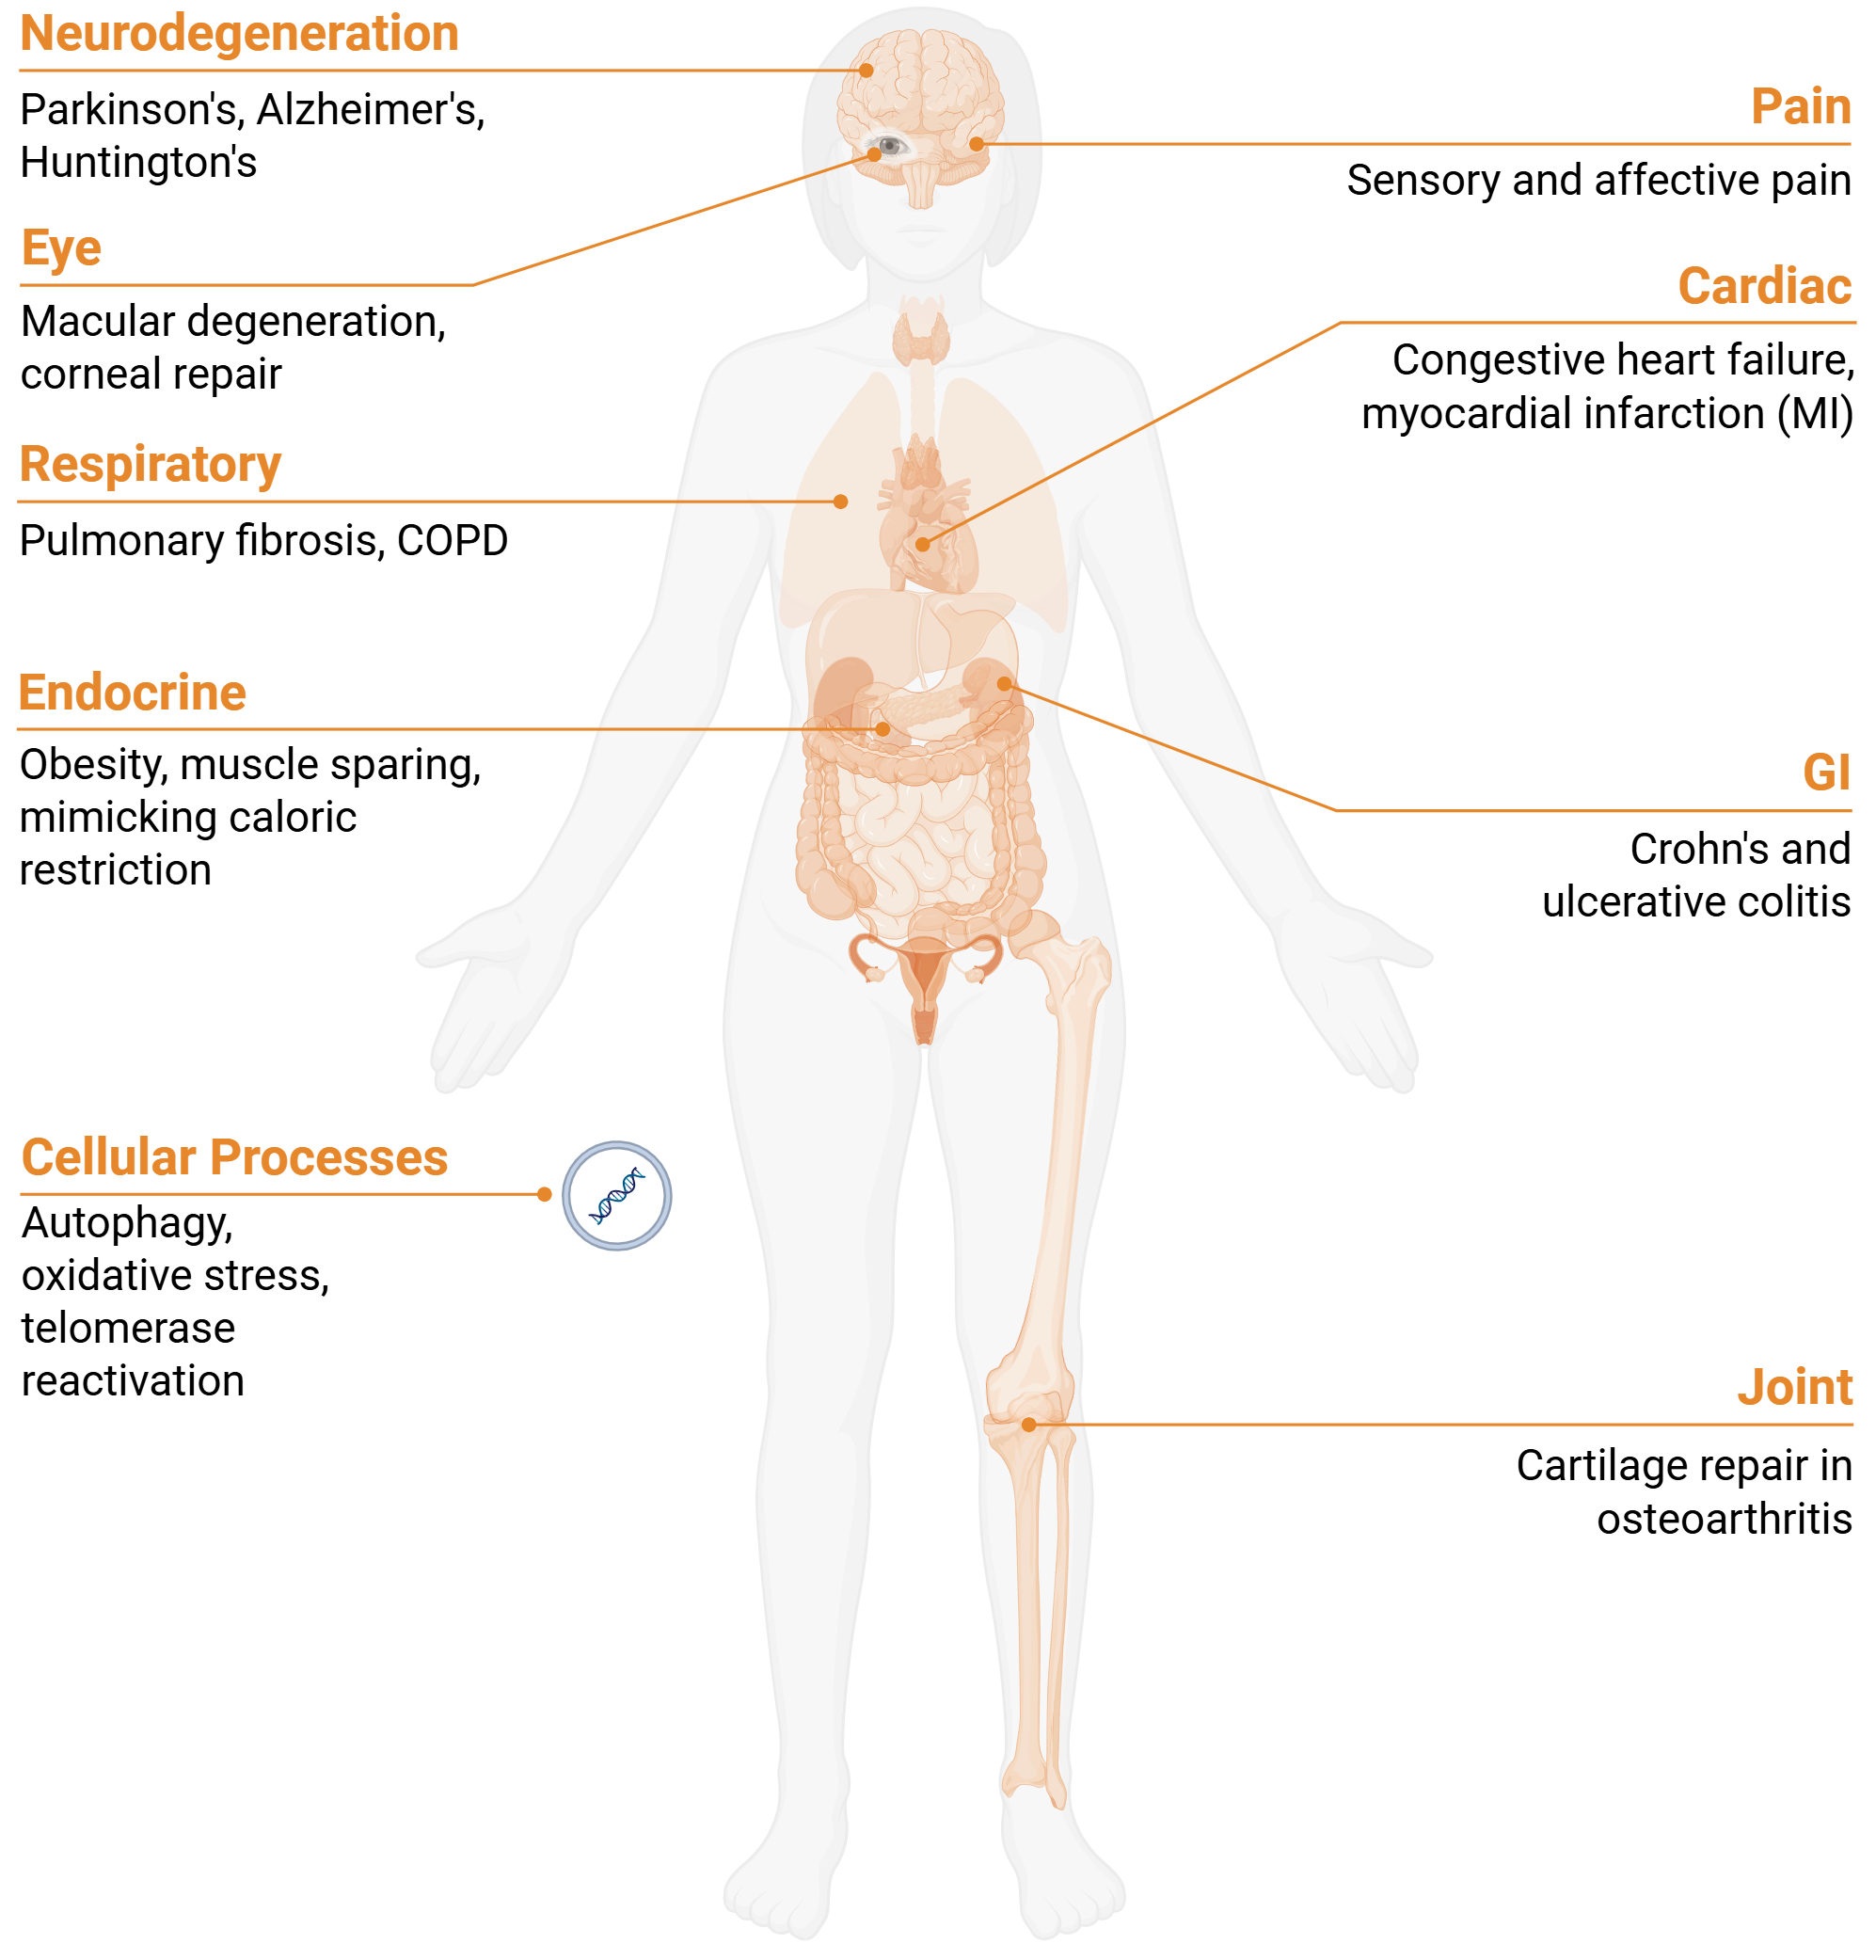 Neurodegeneration
Parkinson's, Alzheimer's,
Huntington's
Eye
Macular degeneration,
corneal repair
Respiratory
Pulmonary fibrosis, COPD
Endocrine
Obesity, muscle sparing,
mimicking caloric
restriction
Cellular Processes
Autophagy,
oxidative stress,
telomerase
reactivation
Pain
Sensory and affective pain
Cardiac
Congestive heart failure,
myocardial infarction (MI)
GI
Crohn's and
ulcerative colitis
Joint
Cartilage repair in
osteoarthritis